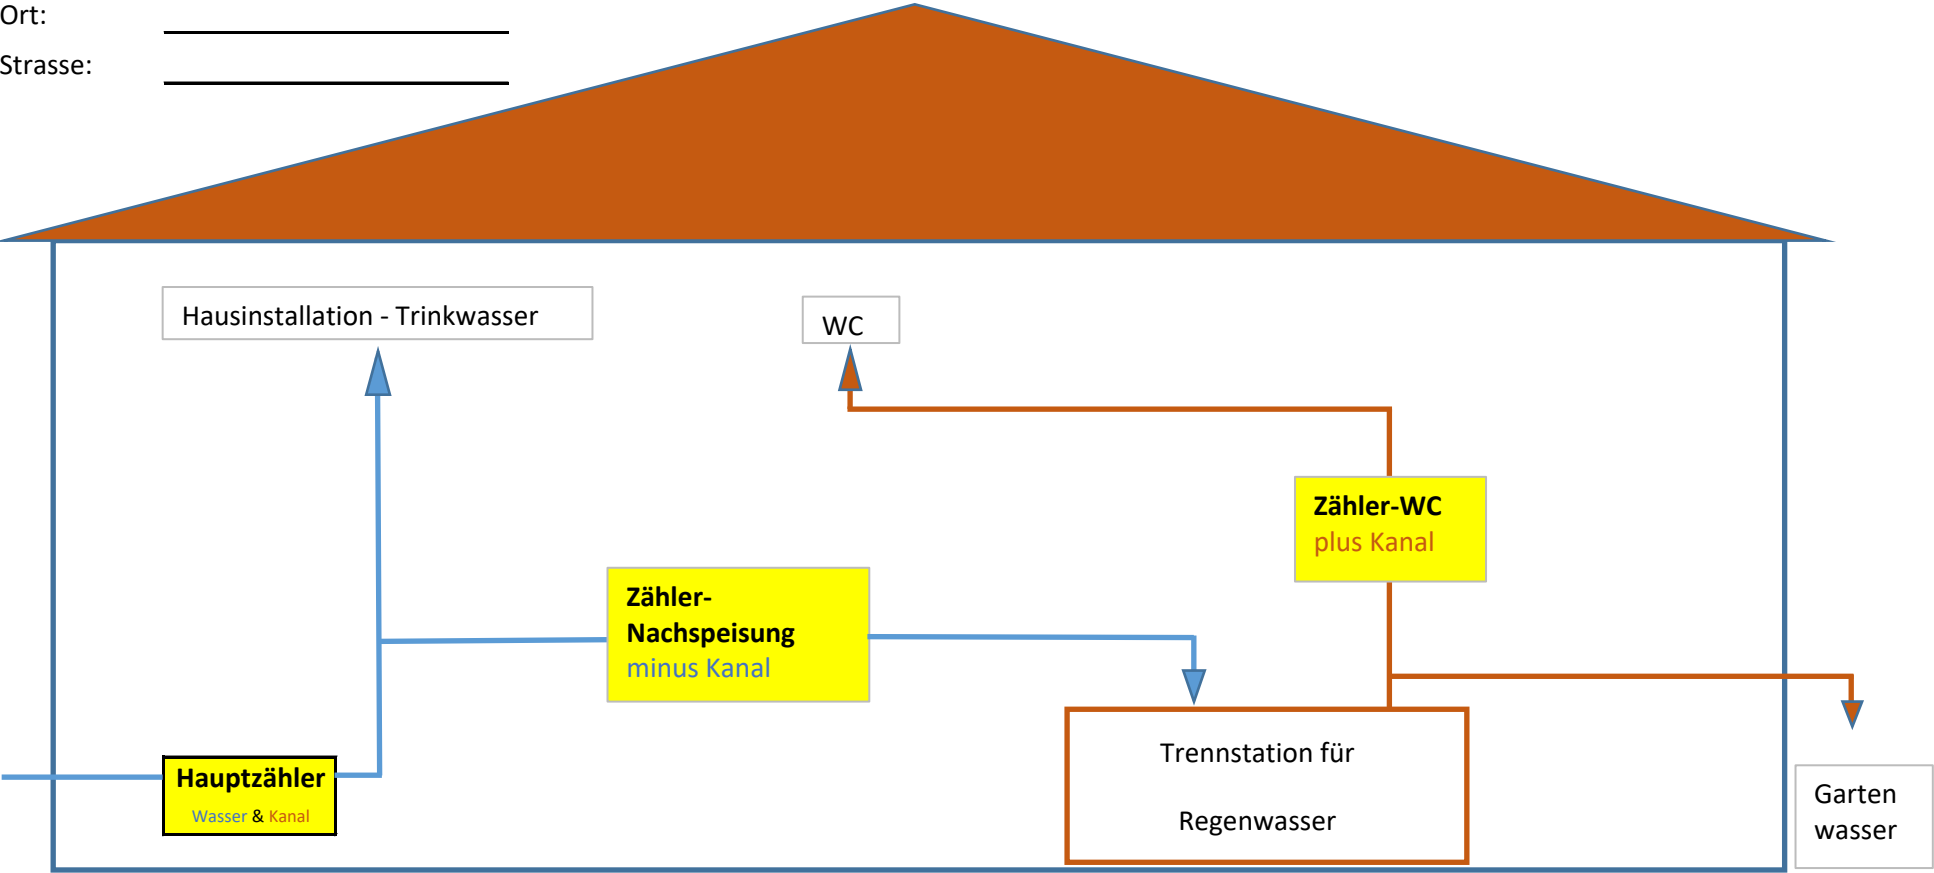 Ort:
Strasse:
Hausinstallation - Trinkwasser
WC
Zähler-WC
plus Kanal
Zähler-
Nachspeisung
minus Kanal
Trennstation für
Regenwasser
Hauptzähler
Wasser & Kanal
Garten
wasser